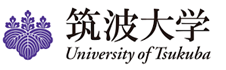 筑波大学
University of Tsukuba